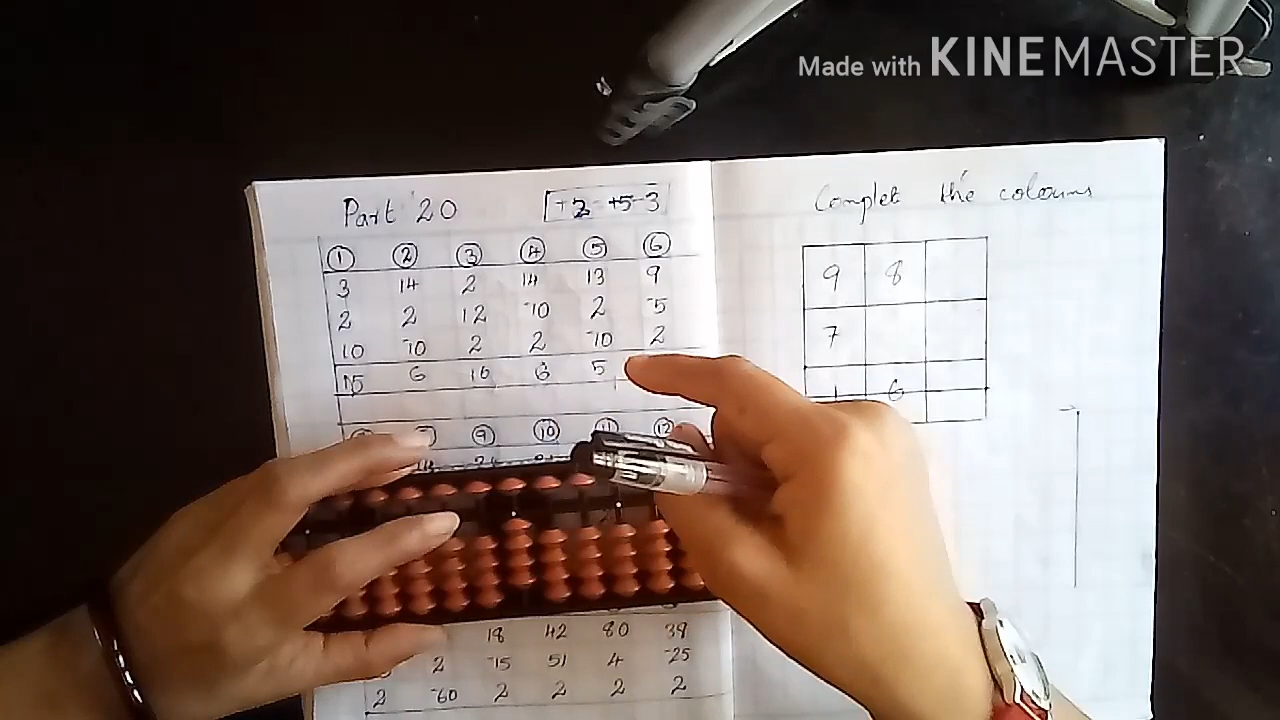 Made with KINEMASTER
Part 20 +2 = +5-3
Complet the coloums
① ② ③ ④ ⑤ ⑥
3 14 2 14 13 9
2 2 12 -10 2 -5
10 -10 2 2 -10 2
15 6 16 6 5
9 8
7
1 6
⑨ ⑩ ⑪ ⑫
18 42 80 39
2 -15 51 4 -25
2 -60 2 2 2 2